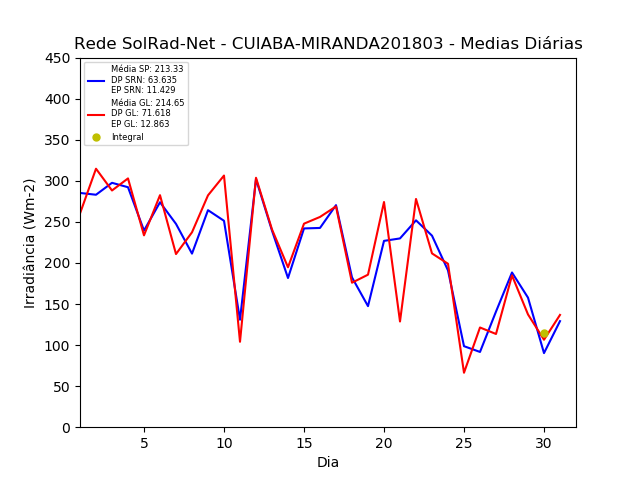 Rede SolRad-Net - CUIABA-MIRANDA201803 - Medias Diárias
450
400
350
300
250
200
150
100
50
0
Irradiância (Wm-2)
Média SP: 213.33
DP SRN: 63.635
EP SRN: 11.429
Média GL: 214.65
DP GL: 71.618
EP GL: 12.863
Integral
5
10
15
20
25
30
Dia